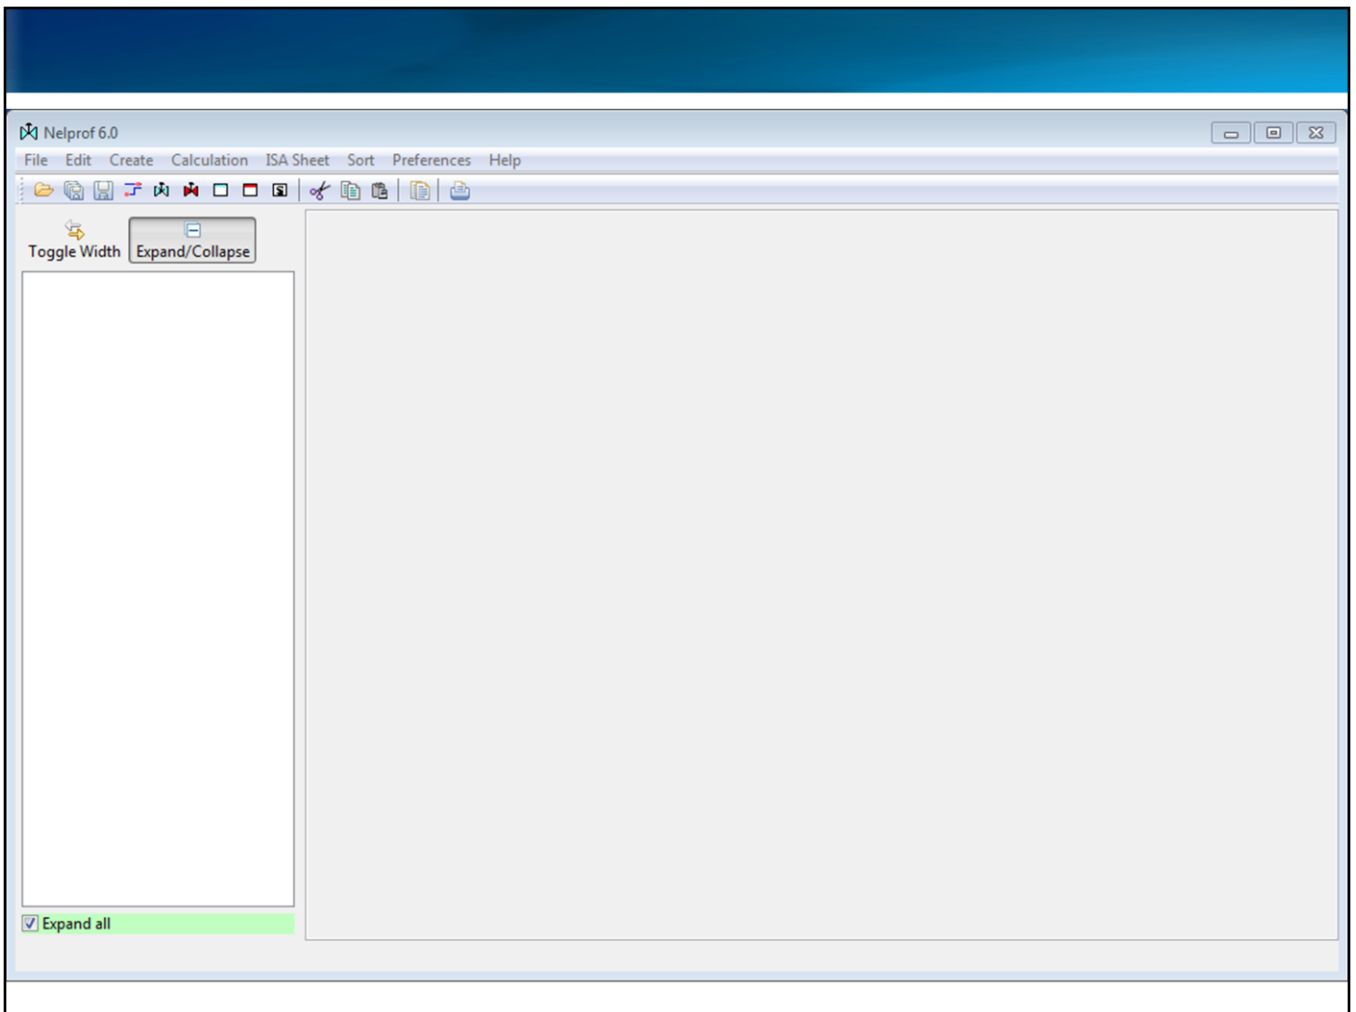 Nelprof 6.0
File Edit Create Calculation ISA Sheet Sort Preferences Help
Toggle Width Expand/Collapse
Expand all